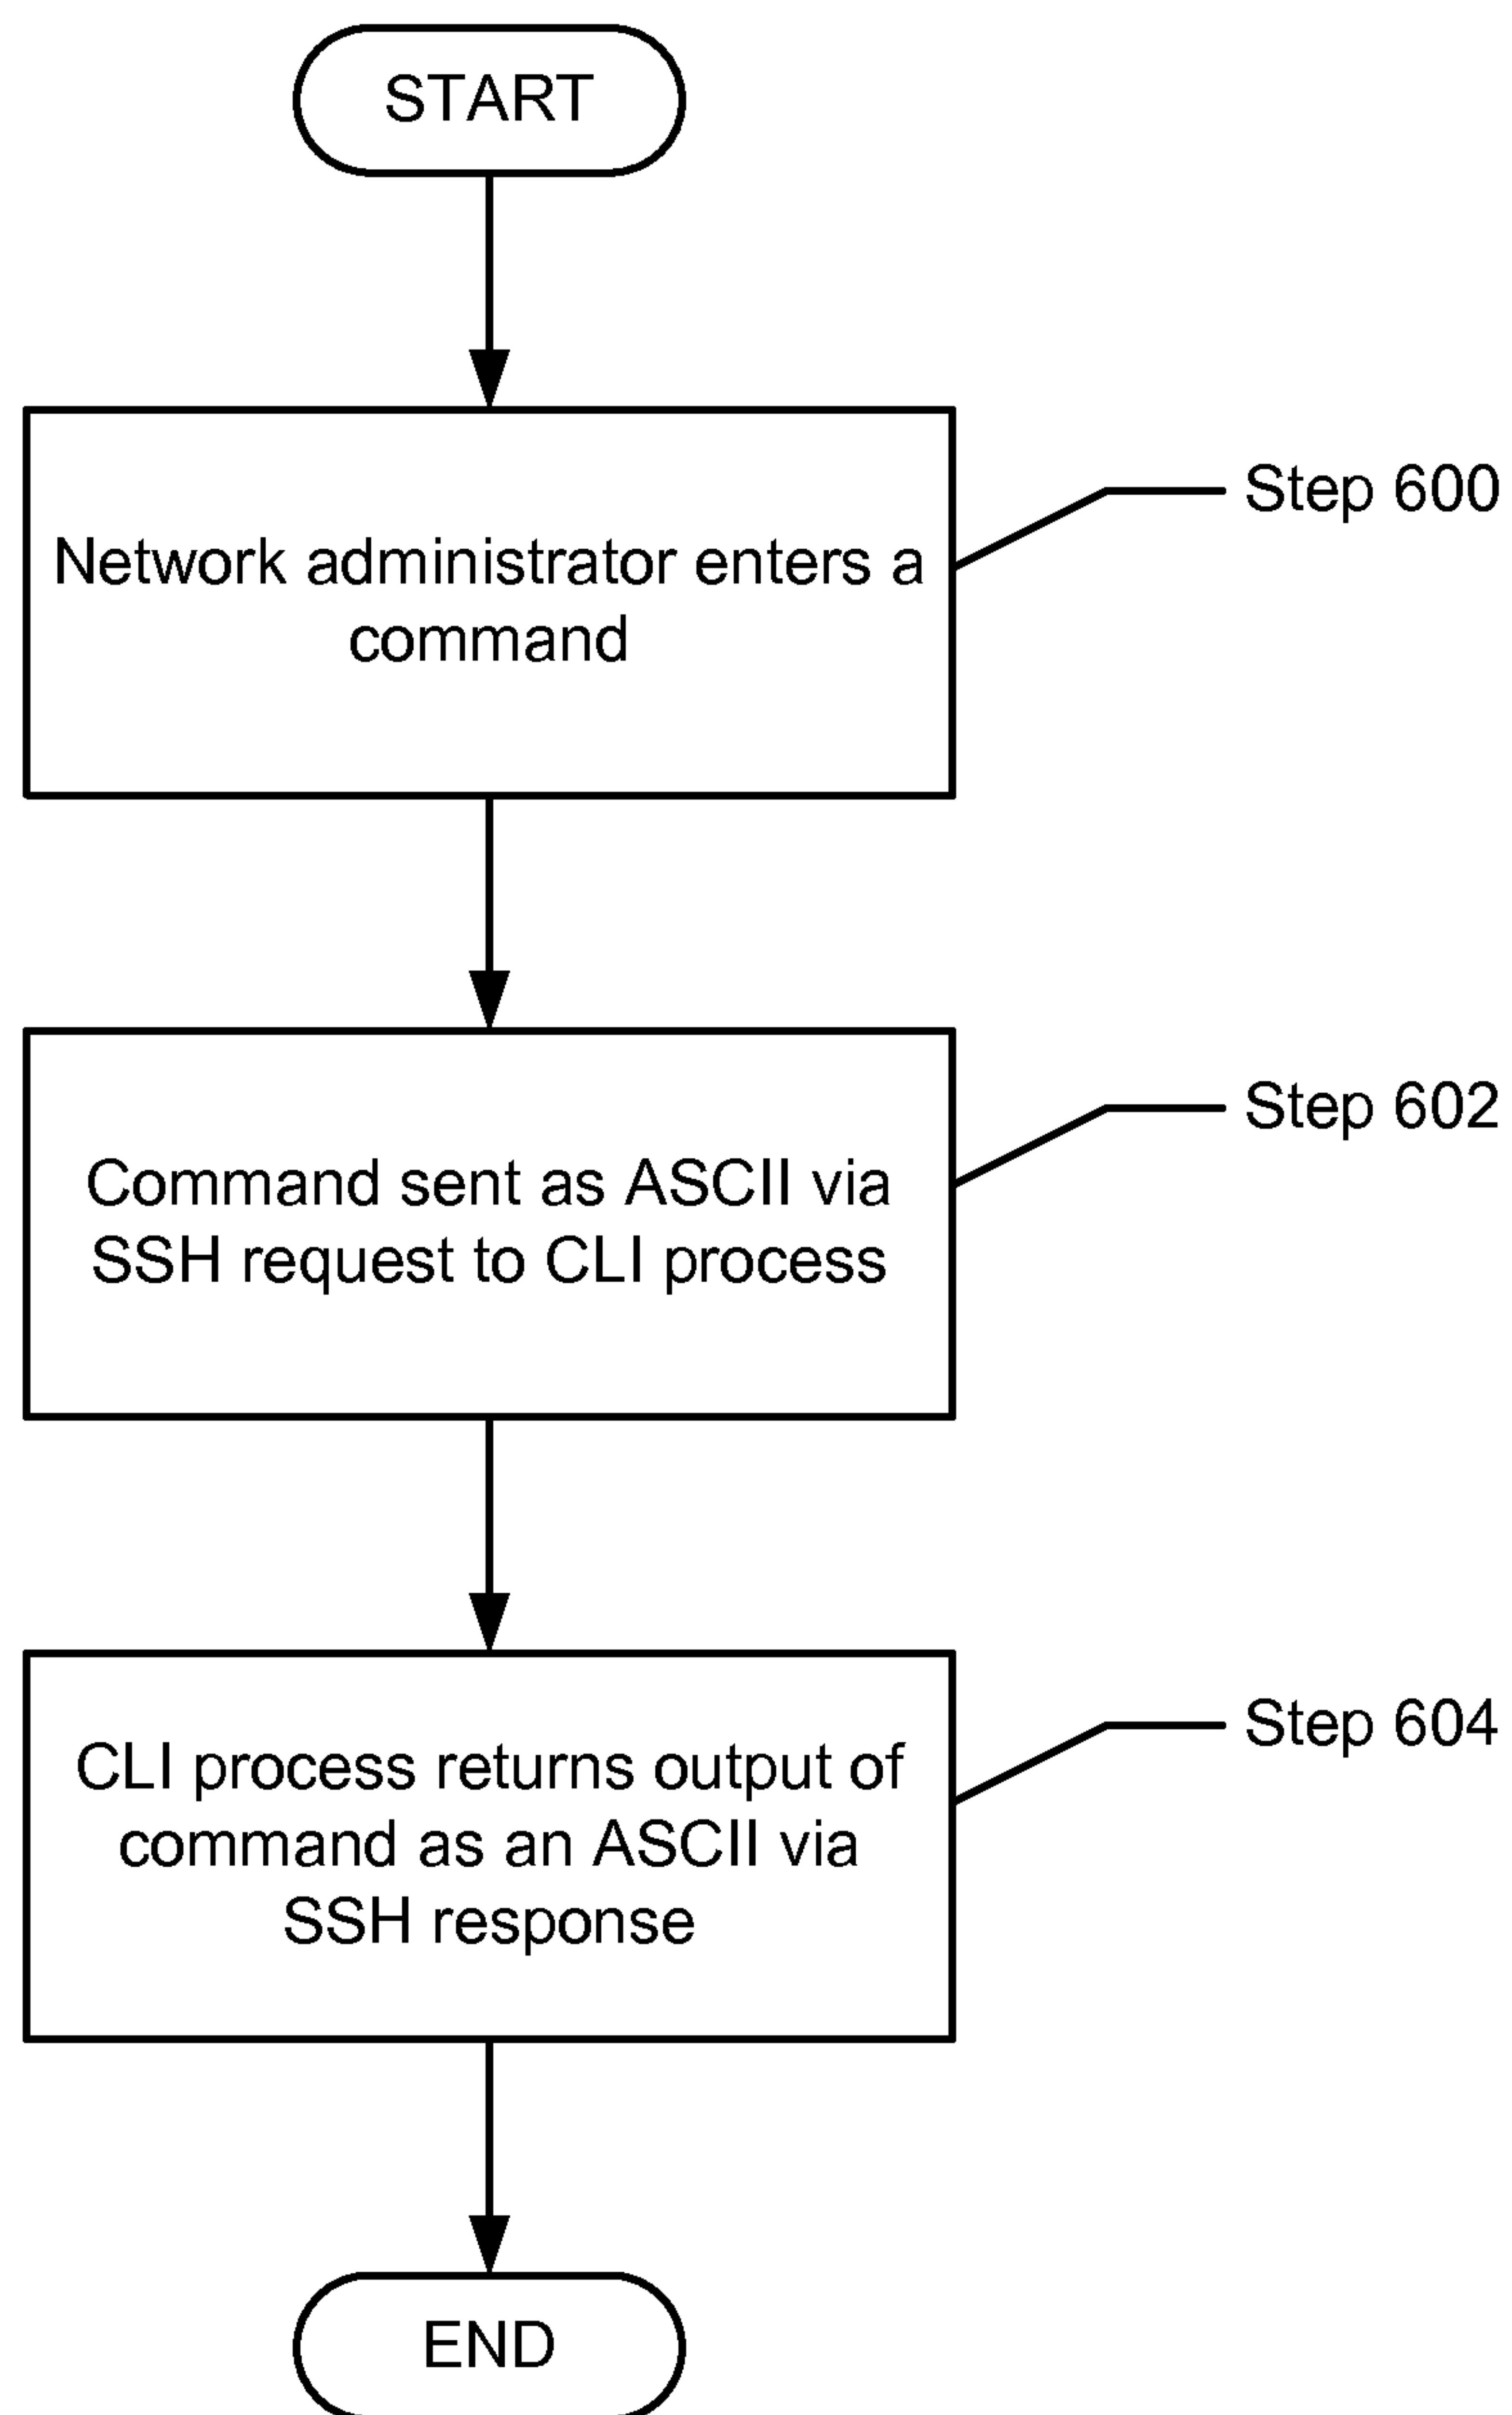 START
Step 600
Network administrator enters a
command
Step 602
Command sent as ASCII via
SSH request to CLI process
Step 604
CLI process returns output of
command as an ASCII via
SSH response
END